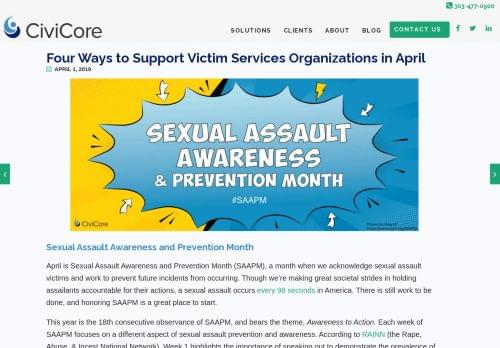 303-477-0900
CiviCore
SOLUTIONS CLIENTS ABOUT BLOG CONTACT US
Four Ways to Support Victim Services Organizations in April
APRIL 1, 2019
SEXUAL ASSAULT
AWARENESS
& PREVENTION MONTH
#SAAPM
CiviCore
Sexual Assault Awareness and Prevention Month
April is Sexual Assault Awareness and Prevention Month (SAAPM), a month when we acknowledge sexual assault
victims and work to prevent future incidents from occurring. Though we're making great societal strides in holding
assailants accountable for their actions, a sexual assault occurs every 98 seconds in America. There is still work to be
done, and honoring SAAPM is a great place to start.
This year is the 18th consecutive observance of SAAPM, and bears the theme, Awareness to Action. Each week of
SAAPM focuses on a different aspect of sexual assault prevention and awareness. According to RAINN (the Rape,
Abuse, & Incest National Network), Week 1 highlights the importance of speaking out to demonstrate the prevalence of